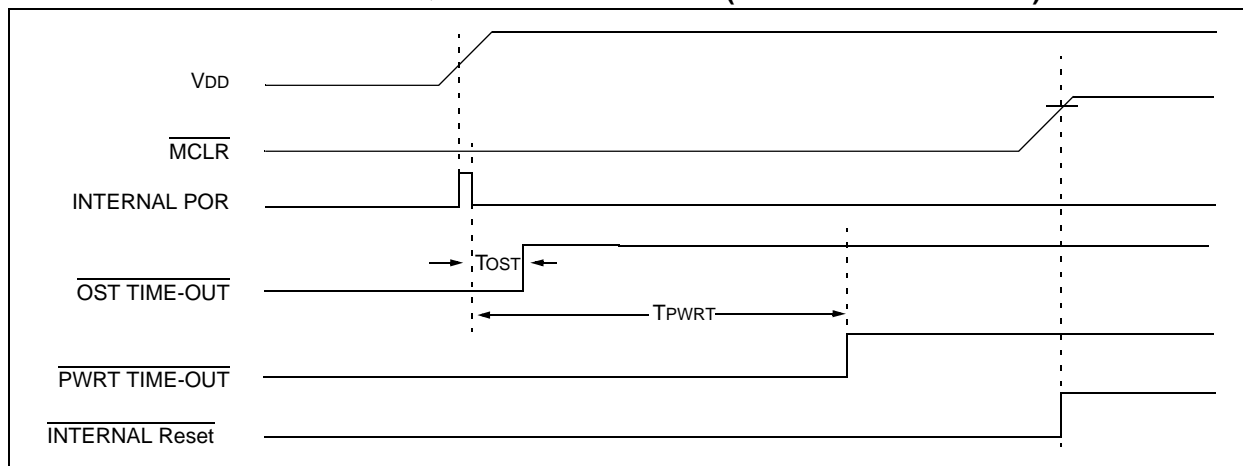 VDD
MCLR
INTERNAL POR
TOST
OST TIME-OUT
TPWRT
PWRT TIME-OUT
INTERNAL Reset